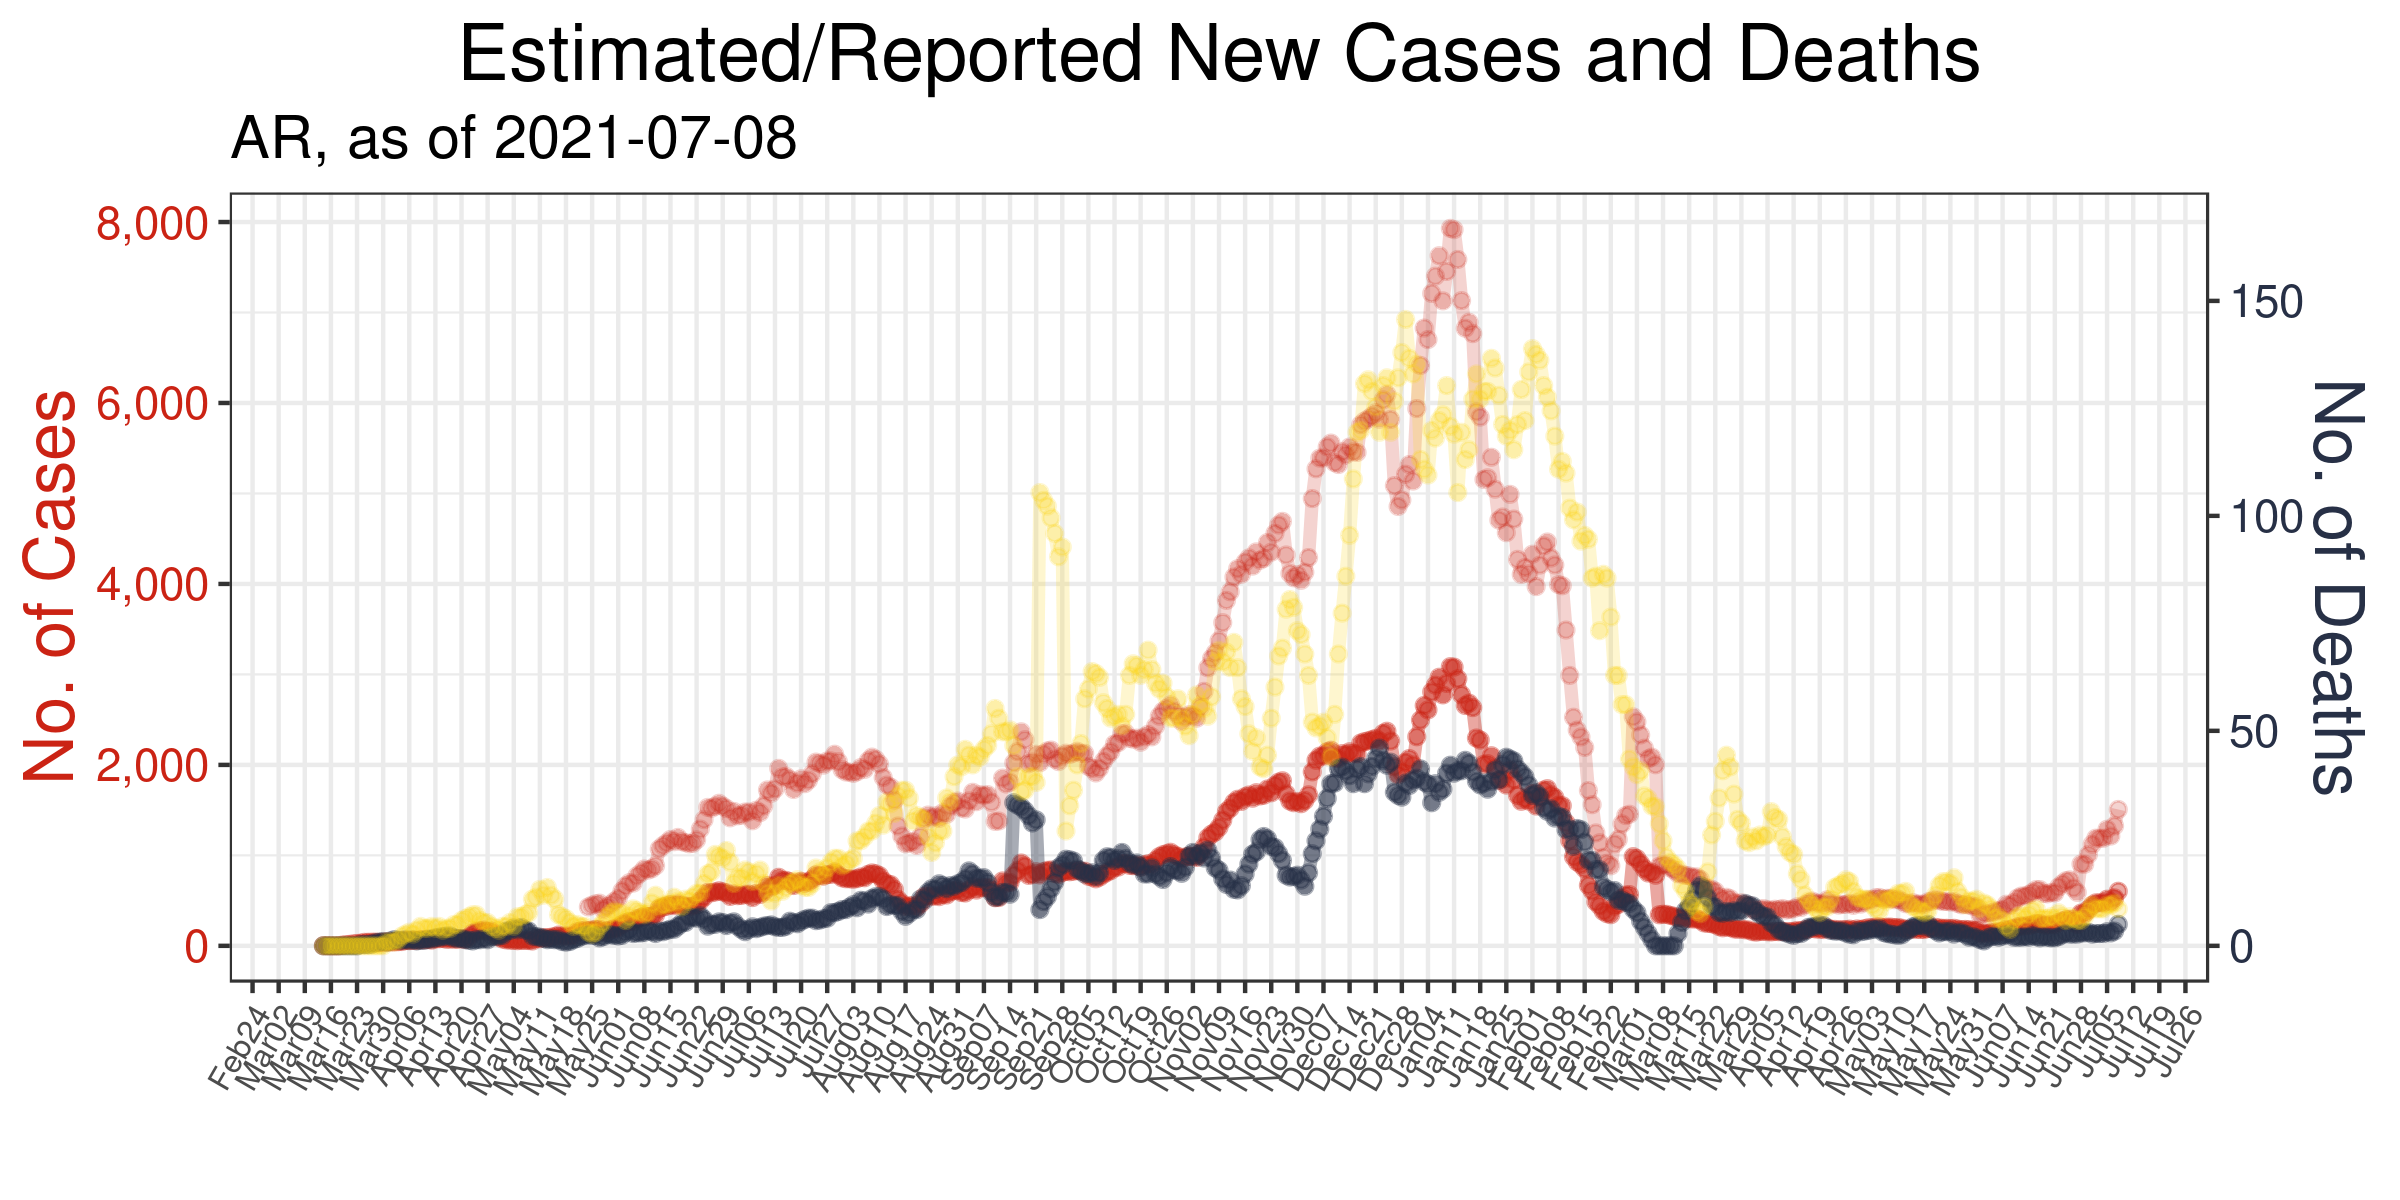 Estimated/Reported New Cases and Deaths
AR, as of 2021-07-08
No. of Cases
8,000
6,000
4,000
2,000
0
150
100
50
0
No. of Deaths
Feb24
Mar02
Mar09
Mar16
Mar23
Mar30
Apr06
Apr13
Apr20
Apr27
May04
May11
May18
May25
Jun01
Jun08
Jun15
Jun22
Jun29
Jul06
Jul13
Jul20
Jul27
Aug03
Aug10
Aug17
Aug24
Aug31
Sep07
Sep14
Sep21
Sep28
Oct05
Oct12
Oct19
Oct26
Nov02
Nov09
Nov16
Nov23
Nov30
Dec07
Dec14
Dec21
Dec28
Jan04
Jan11
Jan18
Jan25
Feb01
Feb08
Feb15
Feb22
Mar01
Mar08
Mar15
Mar22
Mar29
Apr05
Apr12
Apr19
Apr26
May03
May10
May17
May24
May31
Jun07
Jun14
Jun21
Jun28
Jul05
Jul12
Jul19
Jul26